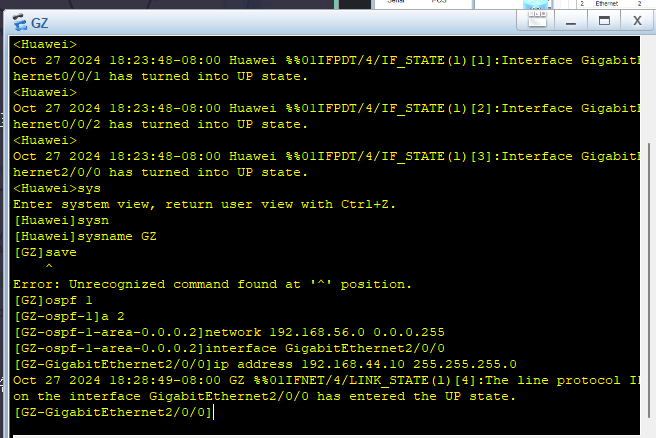 Serial
POS
2
Ethernet
2
GZ
<Huawei>
Oct 27 2024 18:23:48-08:00 Huawei %%01IFPDT/4/IF_STATE(l)[1]:Interface GigabitE
hernet0/0/1 has turned into UP state.
<Huawei>
Oct 27 2024 18:23:48-08:00 Huawei %%01IFPDT/4/IF_STATE(l)[2]:Interface GigabitE
hernet0/0/2 has turned into UP state.
<Huawei>
Oct 27 2024 18:23:48-08:00 Huawei %%01IFPDT/4/IF_STATE(l)[3]:Interface GigabitE
hernet2/0/0 has turned into UP state.
<Huawei>sys
Enter system view, return user view with Ctrl+Z.
[Huawei]sysn
[Huawei]sysname GZ
[GZ]save
^
Error: Unrecognized command found at '^' position.
[GZ]ospf 1
[GZ-ospf-1]a 2
[GZ-ospf-1-area-0.0.0.2]network 192.168.56.0 0.0.0.255
[GZ-ospf-1-area-0.0.0.2]interface GigabitEthernet2/0/0
[GZ-GigabitEthernet2/0/0]ip address 192.168.44.10 255.255.255.0
Oct 27 2024 18:28:49-08:00 GZ %%01IFNET/4/LINK_STATE(l)[4]:The line protocol I
on the interface GigabitEthernet2/0/0 has entered the UP state.
[GZ-GigabitEthernet2/0/0]